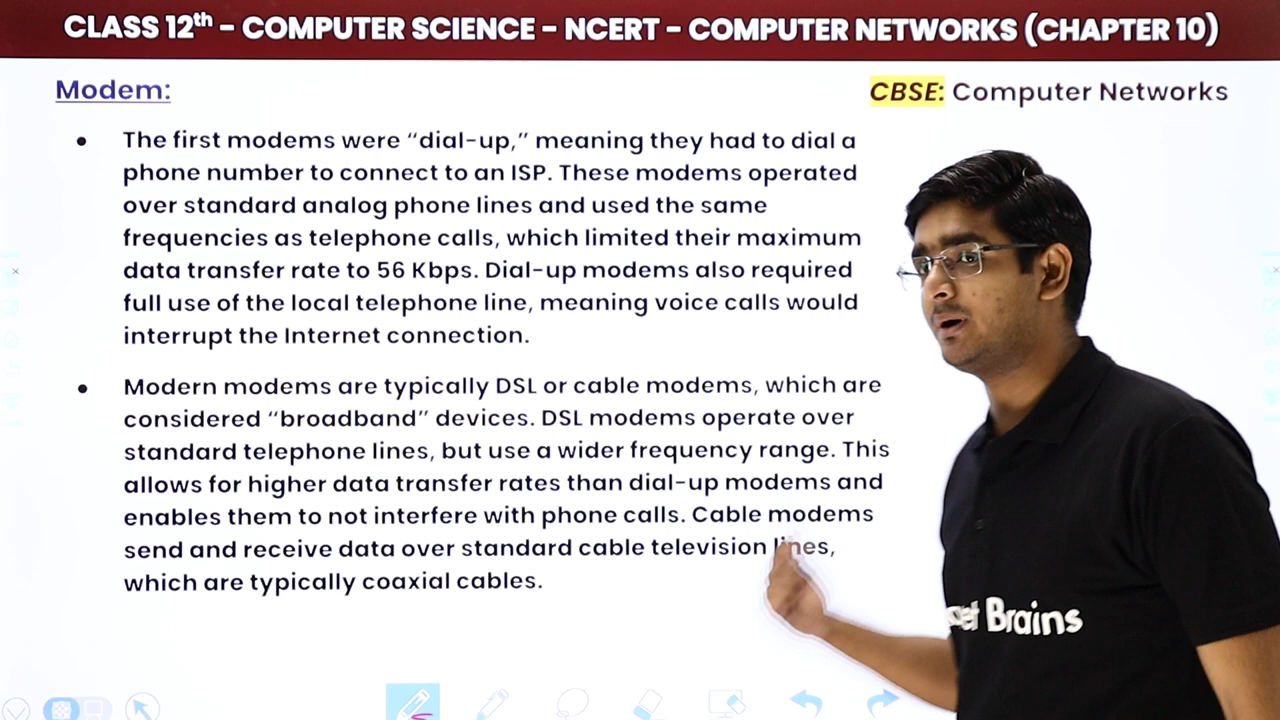 CLASS 12th – COMPUTER SCIENCE – NCERT – COMPUTER NETWORKS (CHAPTER 10)
Modem:
CBSE: Computer Networks
• The first modems were “dial-up,” meaning they had to dial a
phone number to connect to an ISP. These modems operated
over standard analog phone lines and used the same
frequencies as telephone calls, which limited their maximum
data transfer rate to 56 Kbps. Dial-up modems also required
full use of the local telephone line, meaning voice calls would
interrupt the Internet connection.
• Modern modems are typically DSL or cable modems, which are
considered “broadband” devices. DSL modems operate over
standard telephone lines, but use a wider frequency range. This
allows for higher data transfer rates than dial-up modems and
enables them to not interfere with phone calls. Cable modems
send and receive data over standard cable television lines,
which are typically coaxial cables.
Brains